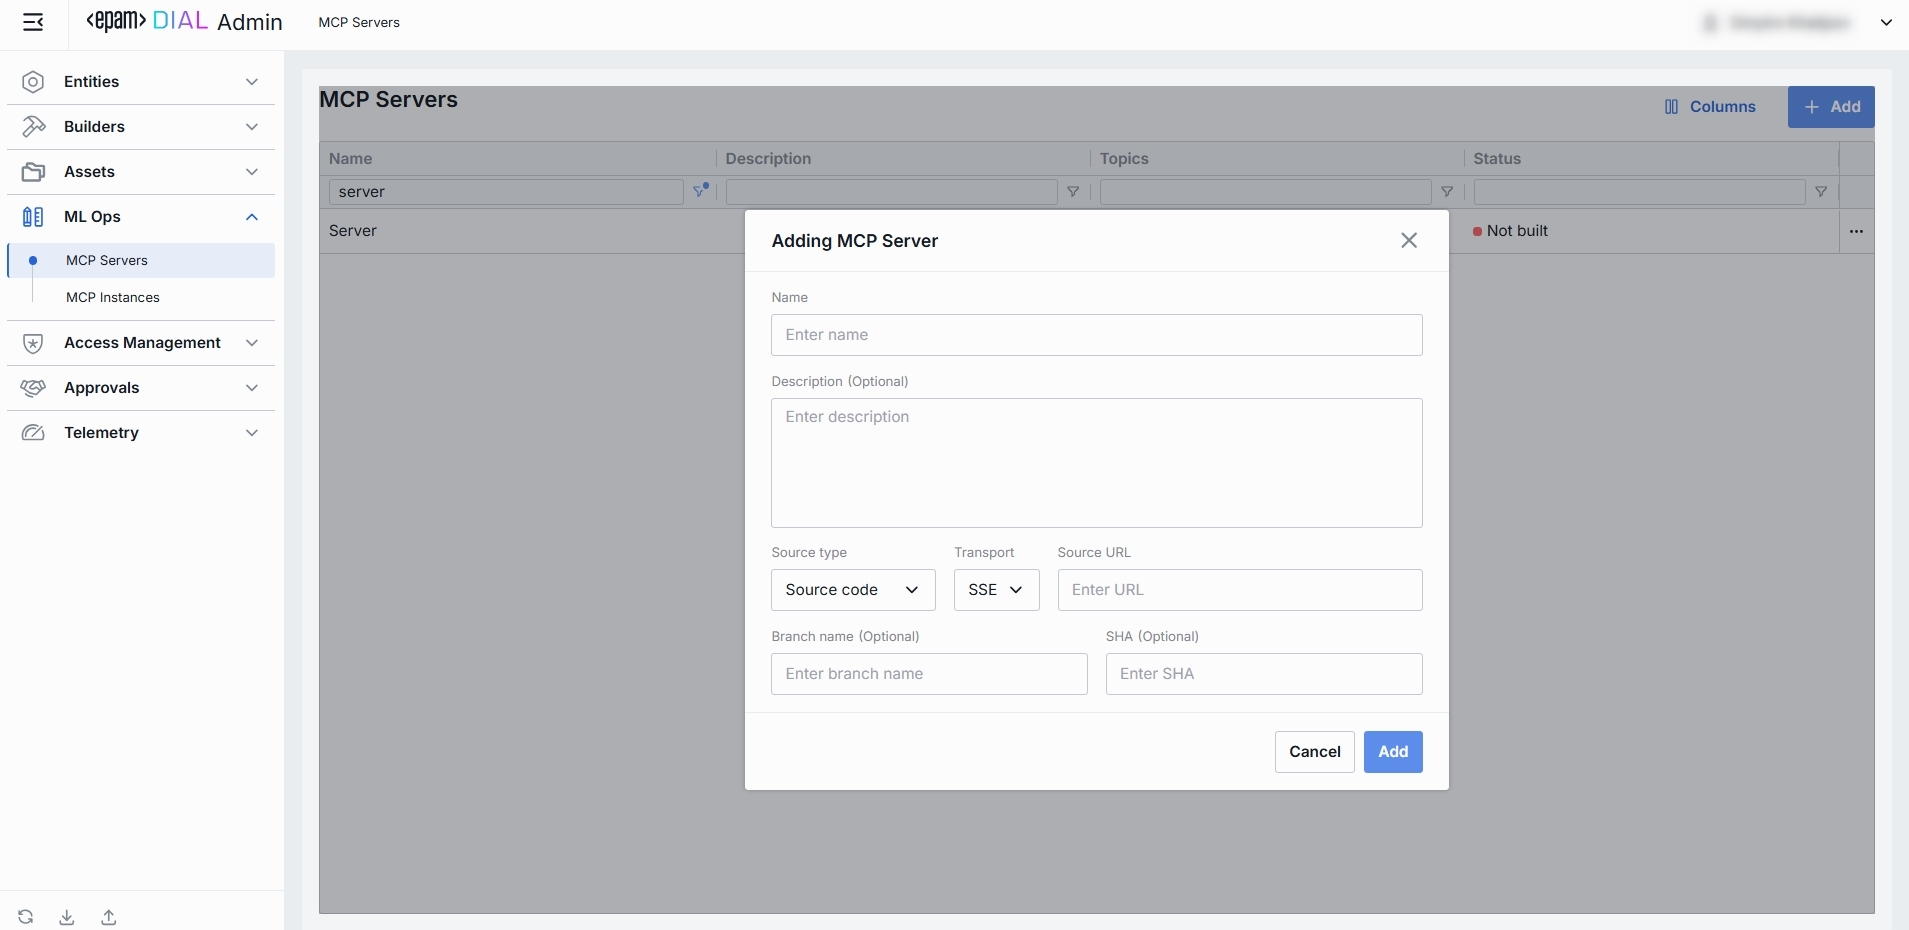 <epam> DIAL Admin
MCP Servers
Entities
Builders
Assets
ML Ops
MCP Servers
MCP Instances
Access Management
Approvals
Telemetry
MCP Servers
Columns
Add
Name Description Topics Status
server
Server Not built
Adding MCP Server
Name
Enter name
Description (Optional)
Enter description
Source type Transport Source URL
Source code SSE Enter URL
Branch name (Optional) SHA (Optional)
Enter branch name Enter SHA
Cancel Add